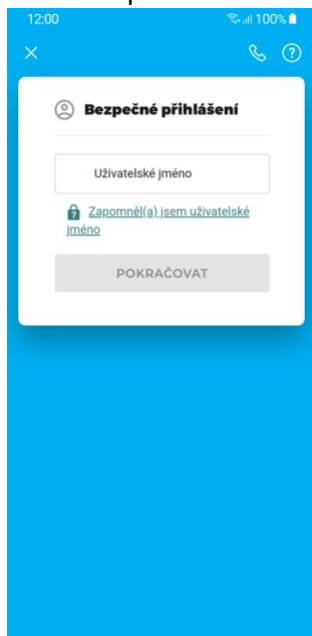 12:00 100%
Bezpečné přihlášení
Uživatelské jméno
Zapomněl(a) jsem uživatelské
jméno
POKRAČOVAT